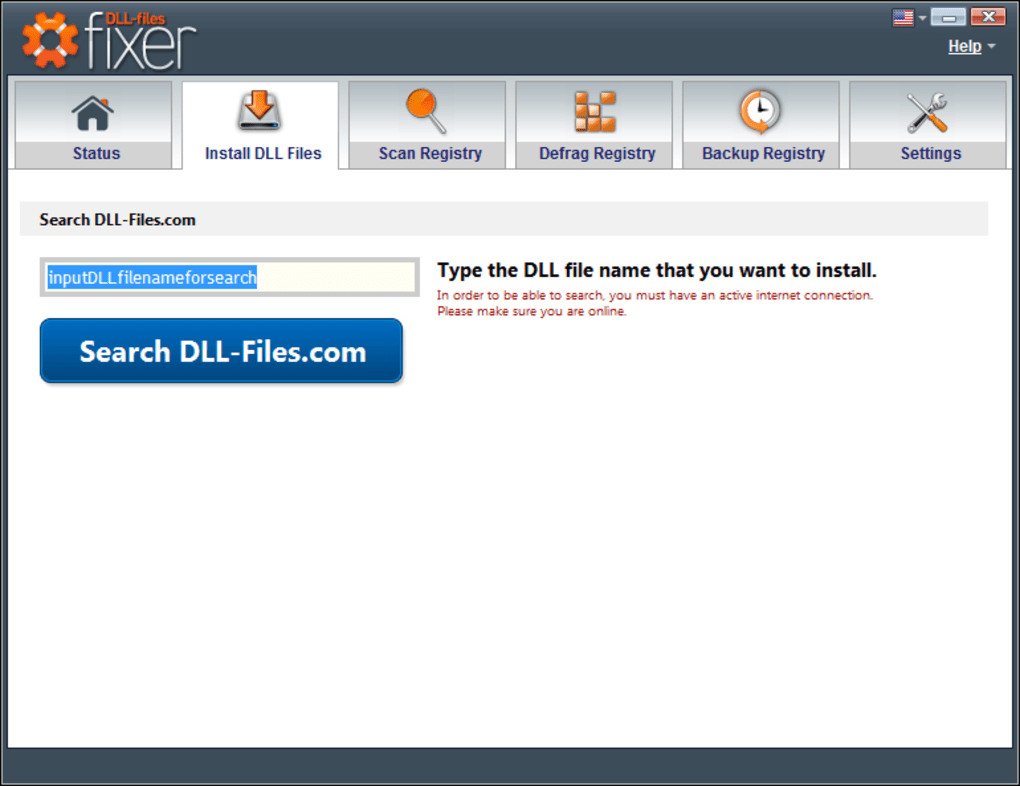 DLL-files
fixer
Help
Status
Install DLL Files
Scan Registry
Defrag Registry
Backup Registry
Settings
Search DLL-Files.com
inputDLLfilenameforsearch
Type the DLL file name that you want to install.
In order to be able to search, you must have an active internet connection.
Please make sure you are online.
Search DLL-Files.com